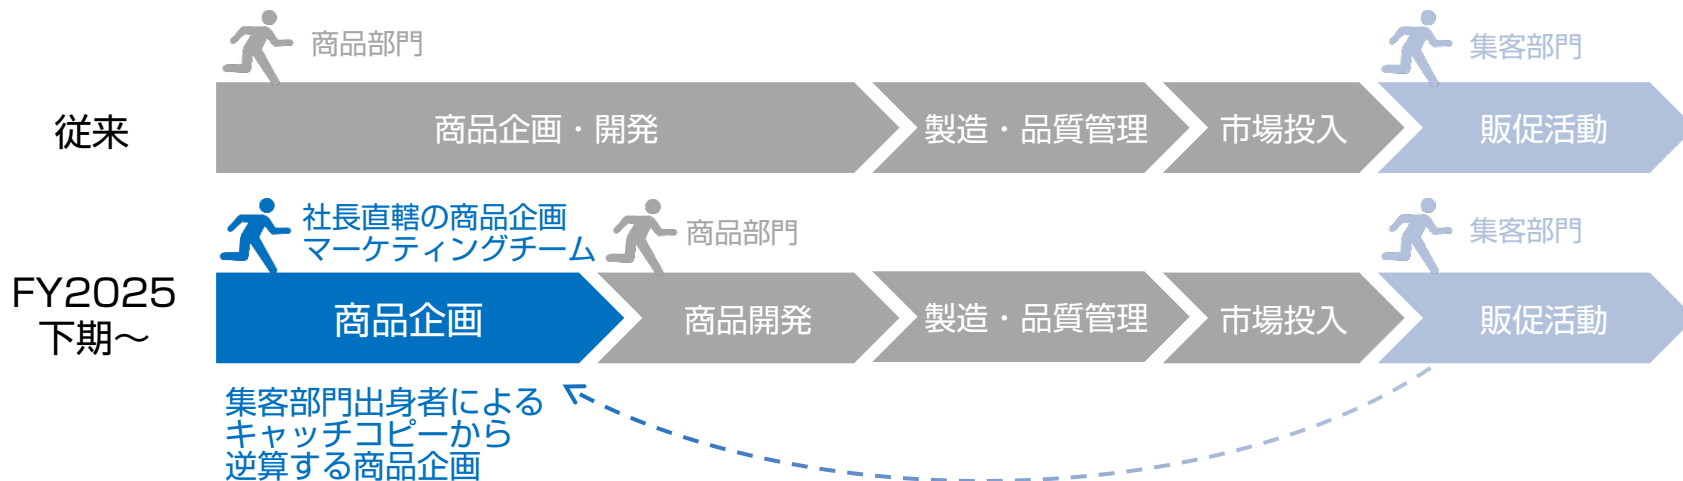 商品部門
集客部門
従来
商品企画・開発
製造・品質管理
市場投入
販促活動
社長直轄の商品企画
マーケティングチーム
商品部門
集客部門
FY2025
下期～
商品企画
商品開発
製造・品質管理
市場投入
販促活動
集客部門出身者による
キャッチコピーから
逆算する商品企画